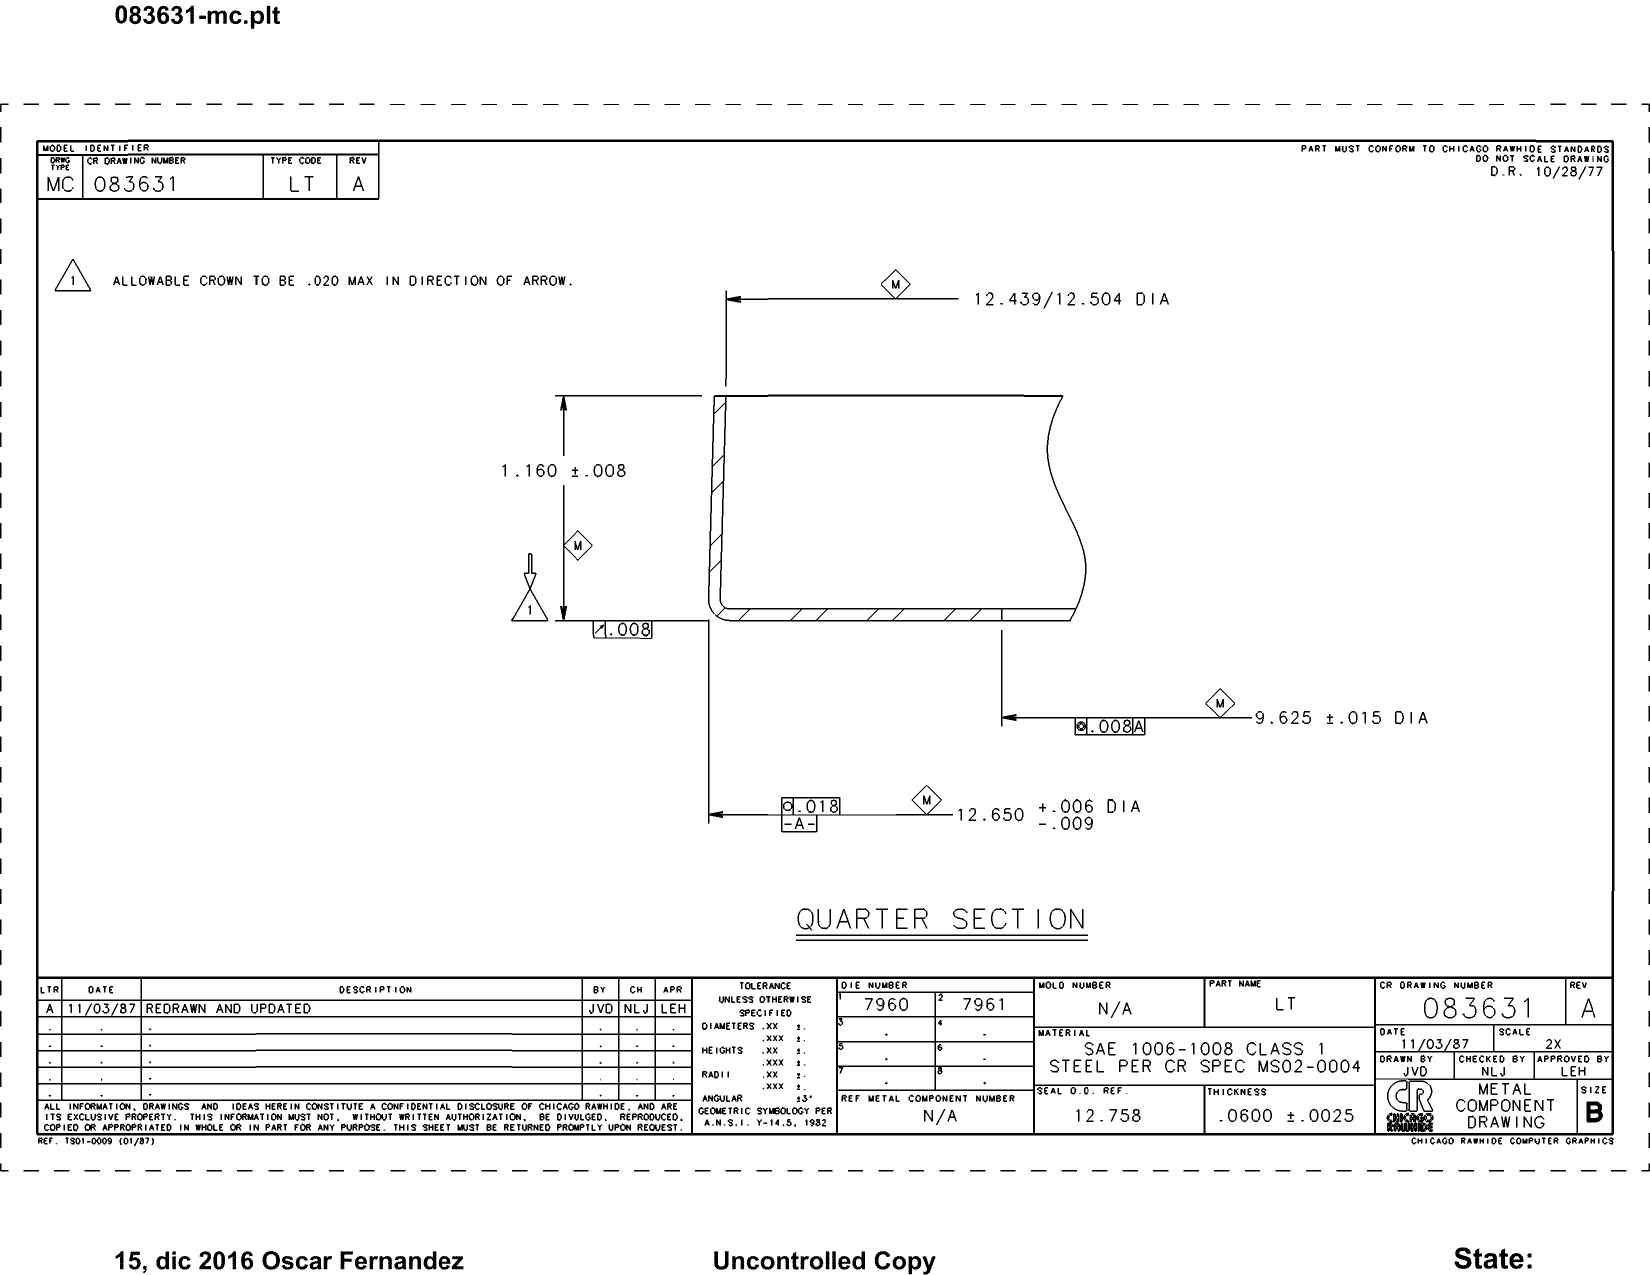 083631-mc.plt
MODEL IDENTIFIER
DRWG TYPE CR DRAWING NUMBER TYPE CODE REV
MC 083631 LT A
PART MUST CONFORM TO CHICAGO RAWHIDE STANDARDS
DO NOT SCALE DRAWING
D.R. 10/28/77
1 ALLOWABLE CROWN TO BE .020 MAX IN DIRECTION OF ARROW.
M
12.439/12.504 DIA
1.160 ±.008
M
1
.008
M
9.625 ±.015 DIA
.008 A
.018
-A-
M
12.650 +.006 DIA
-.009
QUARTER SECTION
LTR DATE DESCRIPTION BY CH APR
A 11/03/87 REDRAWN AND UPDATED JVD NLJ LEH
ALL INFORMATION, DRAWINGS AND IDEAS HEREIN CONSTITUTE A CONFIDENTIAL DISCLOSURE OF CHICAGO RAWHIDE, AND ARE
ITS EXCLUSIVE PROPERTY. THIS INFORMATION MUST NOT, WITHOUT WRITTEN AUTHORIZATION, BE DIVULGED, REPRODUCED,
COPIED OR APPROPRIATED IN WHOLE OR IN PART FOR ANY PURPOSE. THIS SHEET MUST BE RETURNED PROMPTLY UPON REQUEST.
REF. TS01-0009 (01/87)
TOLERANCE
UNLESS OTHERWISE
SPECIFIED
DIAMETERS .XX ±.
.XXX ±.
HEIGHTS .XX ±.
.XXX ±.
RADII .XX ±.
.XXX ±.
ANGULAR ±3°
GEOMETRIC SYMBOLOGY PER
A.N.S.I. Y-14.5, 1982
DIE NUMBER
1 7960 2 7961
3 4
5 6
7 8
REF METAL COMPONENT NUMBER
N/A
MOLD NUMBER
N/A
PART NAME
LT
MATERIAL
SAE 1006-1008 CLASS 1
STEEL PER CR SPEC MS02-0004
SEAL O.D. REF.
12.758
THICKNESS
.0600 ±.0025
CR DRAWING NUMBER REV
083631 A
DATE SCALE
11/03/87 2X
DRAWN BY CHECKED BY APPROVED BY
JVD NLJ LEH
CR
CHICAGO
RAWHIDE
METAL
COMPONENT
DRAWING
SIZE
B
CHICAGO RAWHIDE COMPUTER GRAPHICS
15, dic 2016 Oscar Fernandez
Uncontrolled Copy
State: